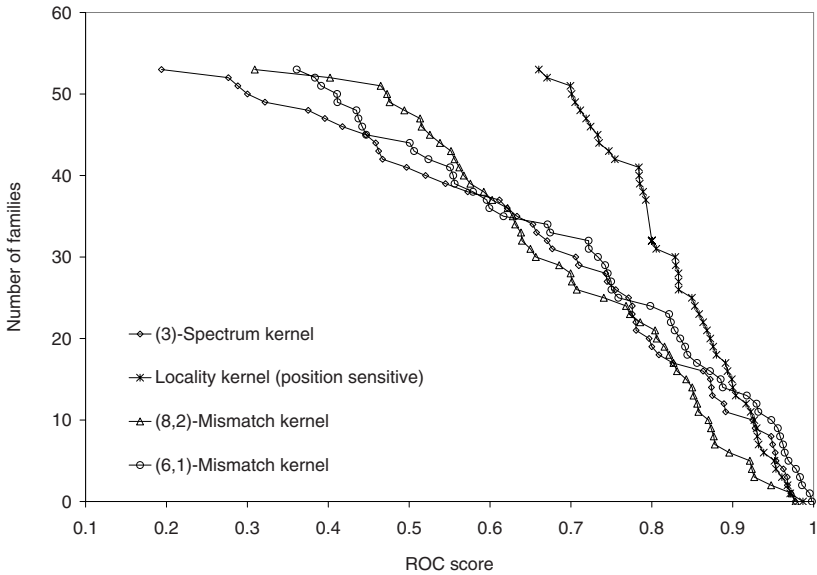 60
50
40
30
20
10
0
Number of families
(3)-Spectrum kernel
Locality kernel (position sensitive)
(8,2)-Mismatch kernel
(6,1)-Mismatch kernel
0.1 0.2 0.3 0.4 0.5 0.6 0.7 0.8 0.9 1
ROC score